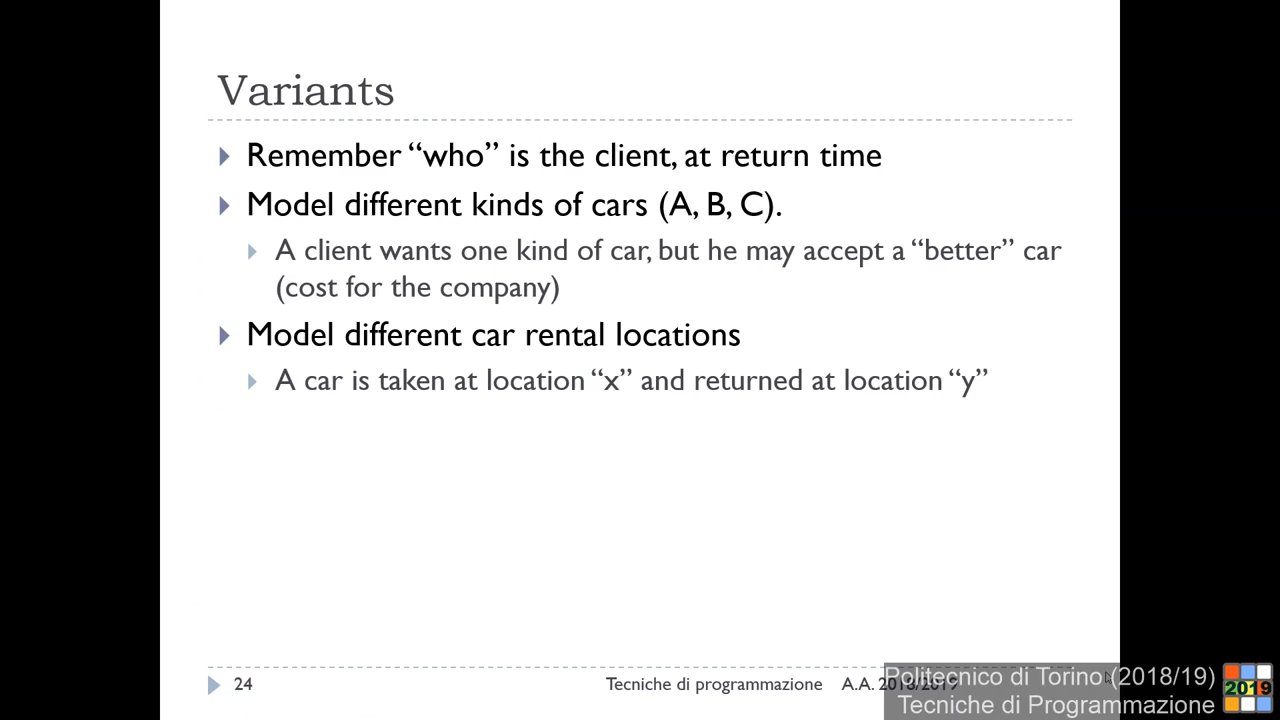 Variants
Remember “who” is the client, at return time
Model different kinds of cars (A, B, C).
A client wants one kind of car, but he may accept a “better” car
(cost for the company)
Model different car rental locations
A car is taken at location “x” and returned at location “y”
24
Tecniche di programmazione A.A. 2018/2019
Politecnico di Torino (2018/19)
Tecniche di Programmazione
2019